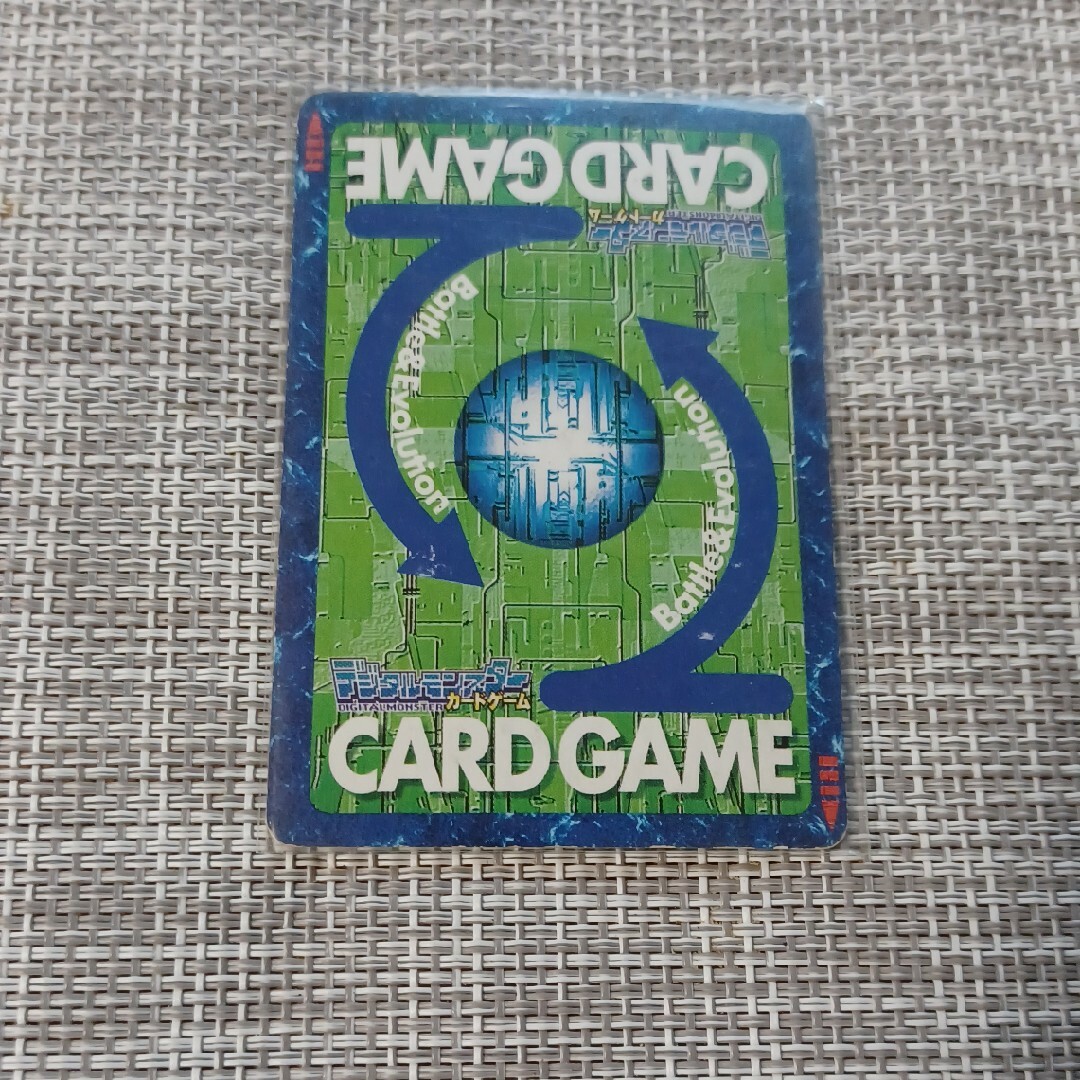 CARD GAME
デジタルモンスター
DIGITAL MONSTER
カードゲーム
Battle&Evolution
Battle&Evolution
デジタルモンスター
DIGITAL MONSTER カードゲーム
CARD GAME